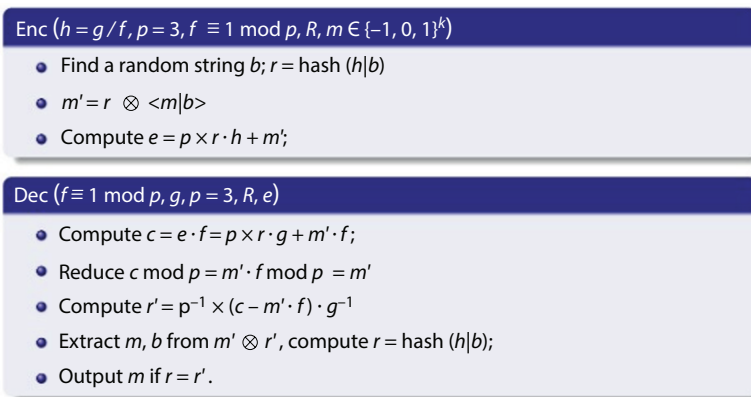 Enc (h = g / f, p = 3, f ≡ 1 mod p, R, m ∈ {–1, 0, 1}ᵏ)
Find a random string b; r = hash (h|b)
m′ = r ⊗ <m|b>
Compute e = p × r · h + m′;
Dec (f ≡ 1 mod p, g, p = 3, R, e)
Compute c = e · f = p × r · g + m′ · f ;
Reduce c mod p = m′ · f mod p = m′
Compute r′ = p⁻¹ × (c – m′ · f) · g⁻¹
Extract m, b from m′ ⊗ r′, compute r = hash (h|b);
Output m if r = r′.